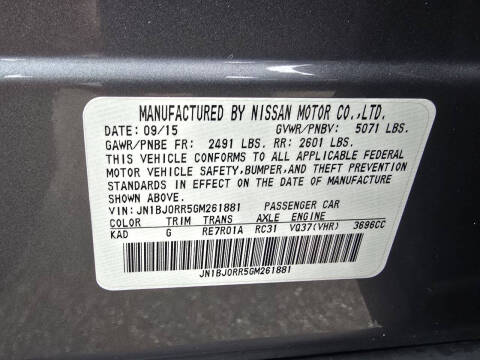 MANUFACTURED BY NISSAN MOTOR CO.,LTD.
DATE: 09/15 GVWR/PNBV: 5071 LBS.
GAWR/PNBE FR: 2491 LBS. RR: 2601 LBS.
THIS VEHICLE CONFORMS TO ALL APPLICABLE FEDERAL
MOTOR VEHICLE SAFETY,BUMPER,AND THEFT PREVENTION
STANDARDS IN EFFECT ON THE DATE OF MANUFACTURE
SHOWN ABOVE.
VIN: JN1BJ0RR5GM261881 PASSENGER CAR
COLOR TRIM TRANS AXLE ENGINE
KAD G RE7R01A RC31 VQ37(VHR) 3696CC
JN1BJ0RR5GM261881